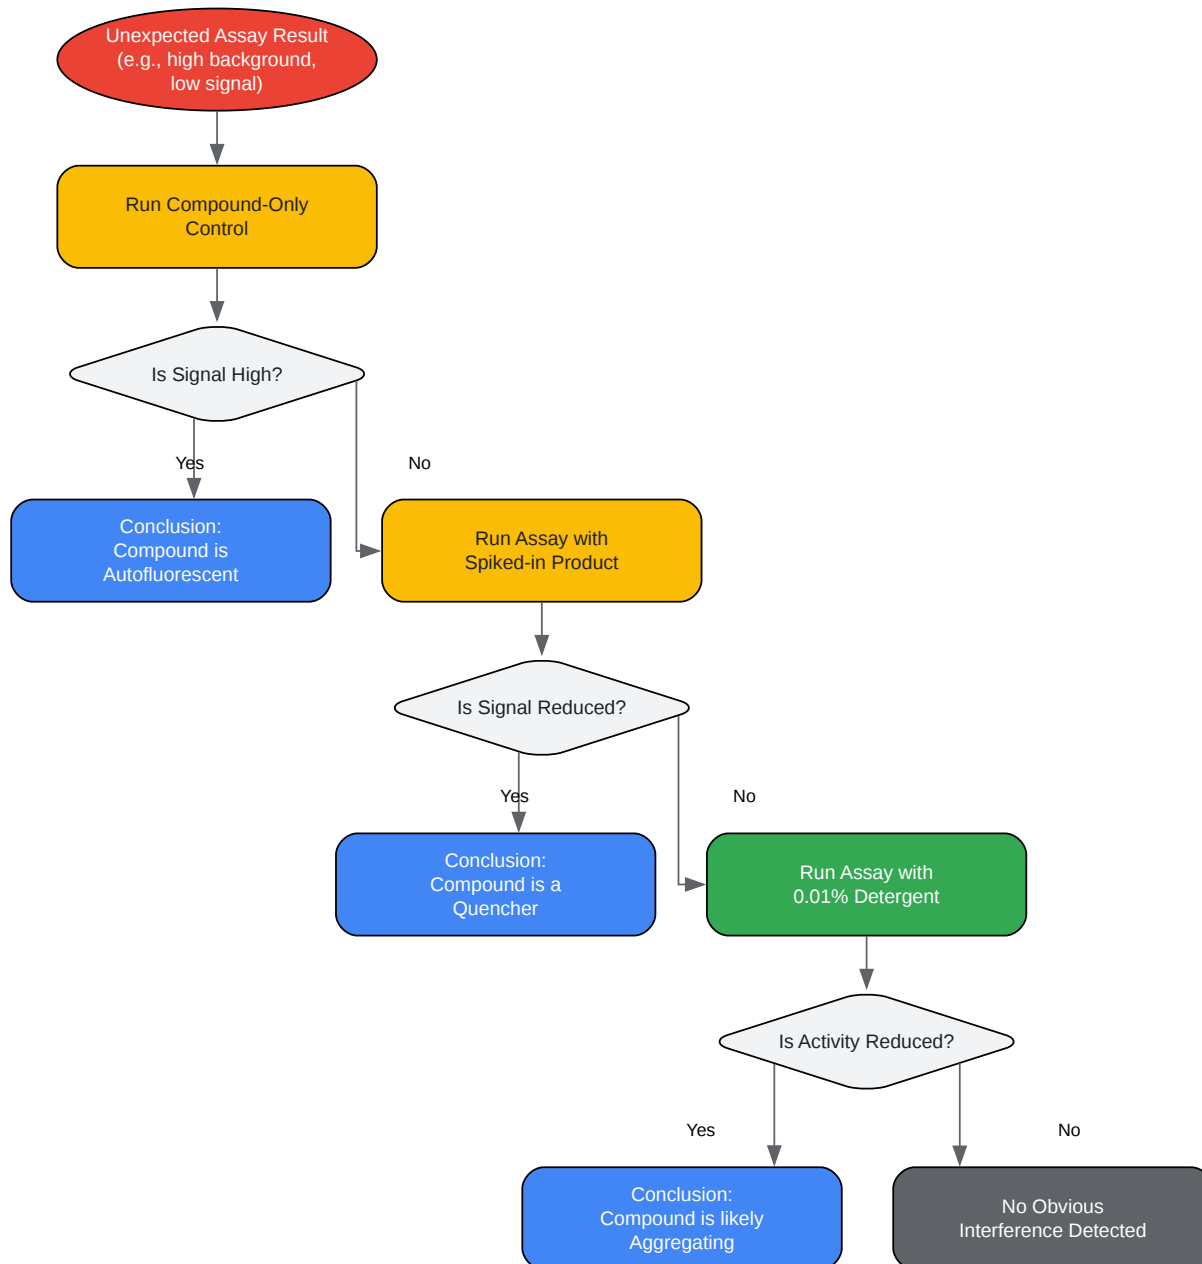 Unexpected Assay Result
(e.g., high background,
low signal)
Run Compound-Only
Control
Is Signal High?
Yes
No
Conclusion:
Compound is
Autofluorescent
Run Assay with
Spiked-in Product
Is Signal Reduced?
Yes
No
Conclusion:
Compound is a
Quencher
Run Assay with
0.01% Detergent
Is Activity Reduced?
Yes
No
Conclusion:
Compound is likely
Aggregating
No Obvious
Interference Detected